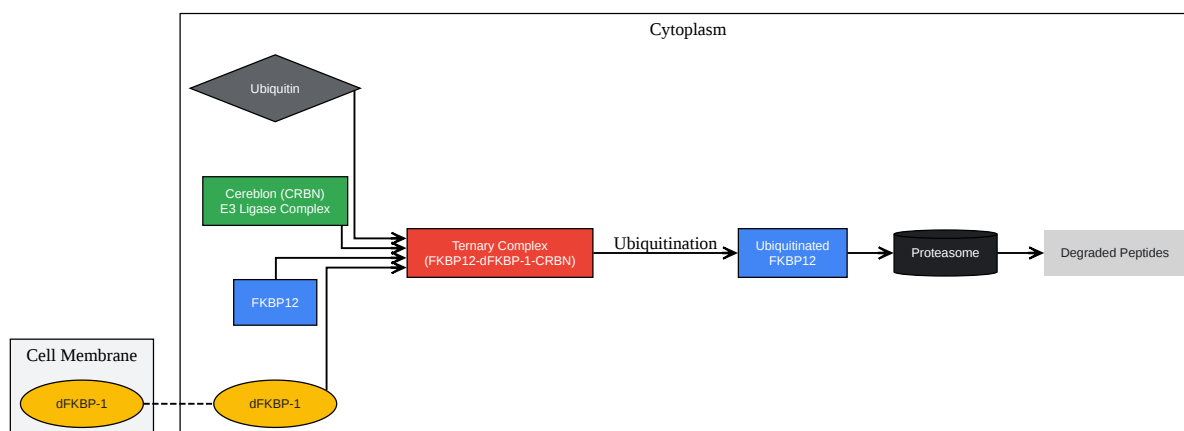 Cytoplasm
Ubiquitin
Cereblon (CRBN)
E3 Ligase Complex
Ternary Complex
(FKBP12-dFKBP-1-CRBN)
Ubiquitination
Ubiquitinated
FKBP12
Proteasome
Degraded Peptides
FKBP12
Cell Membrane
dFKBP-1
dFKBP-1